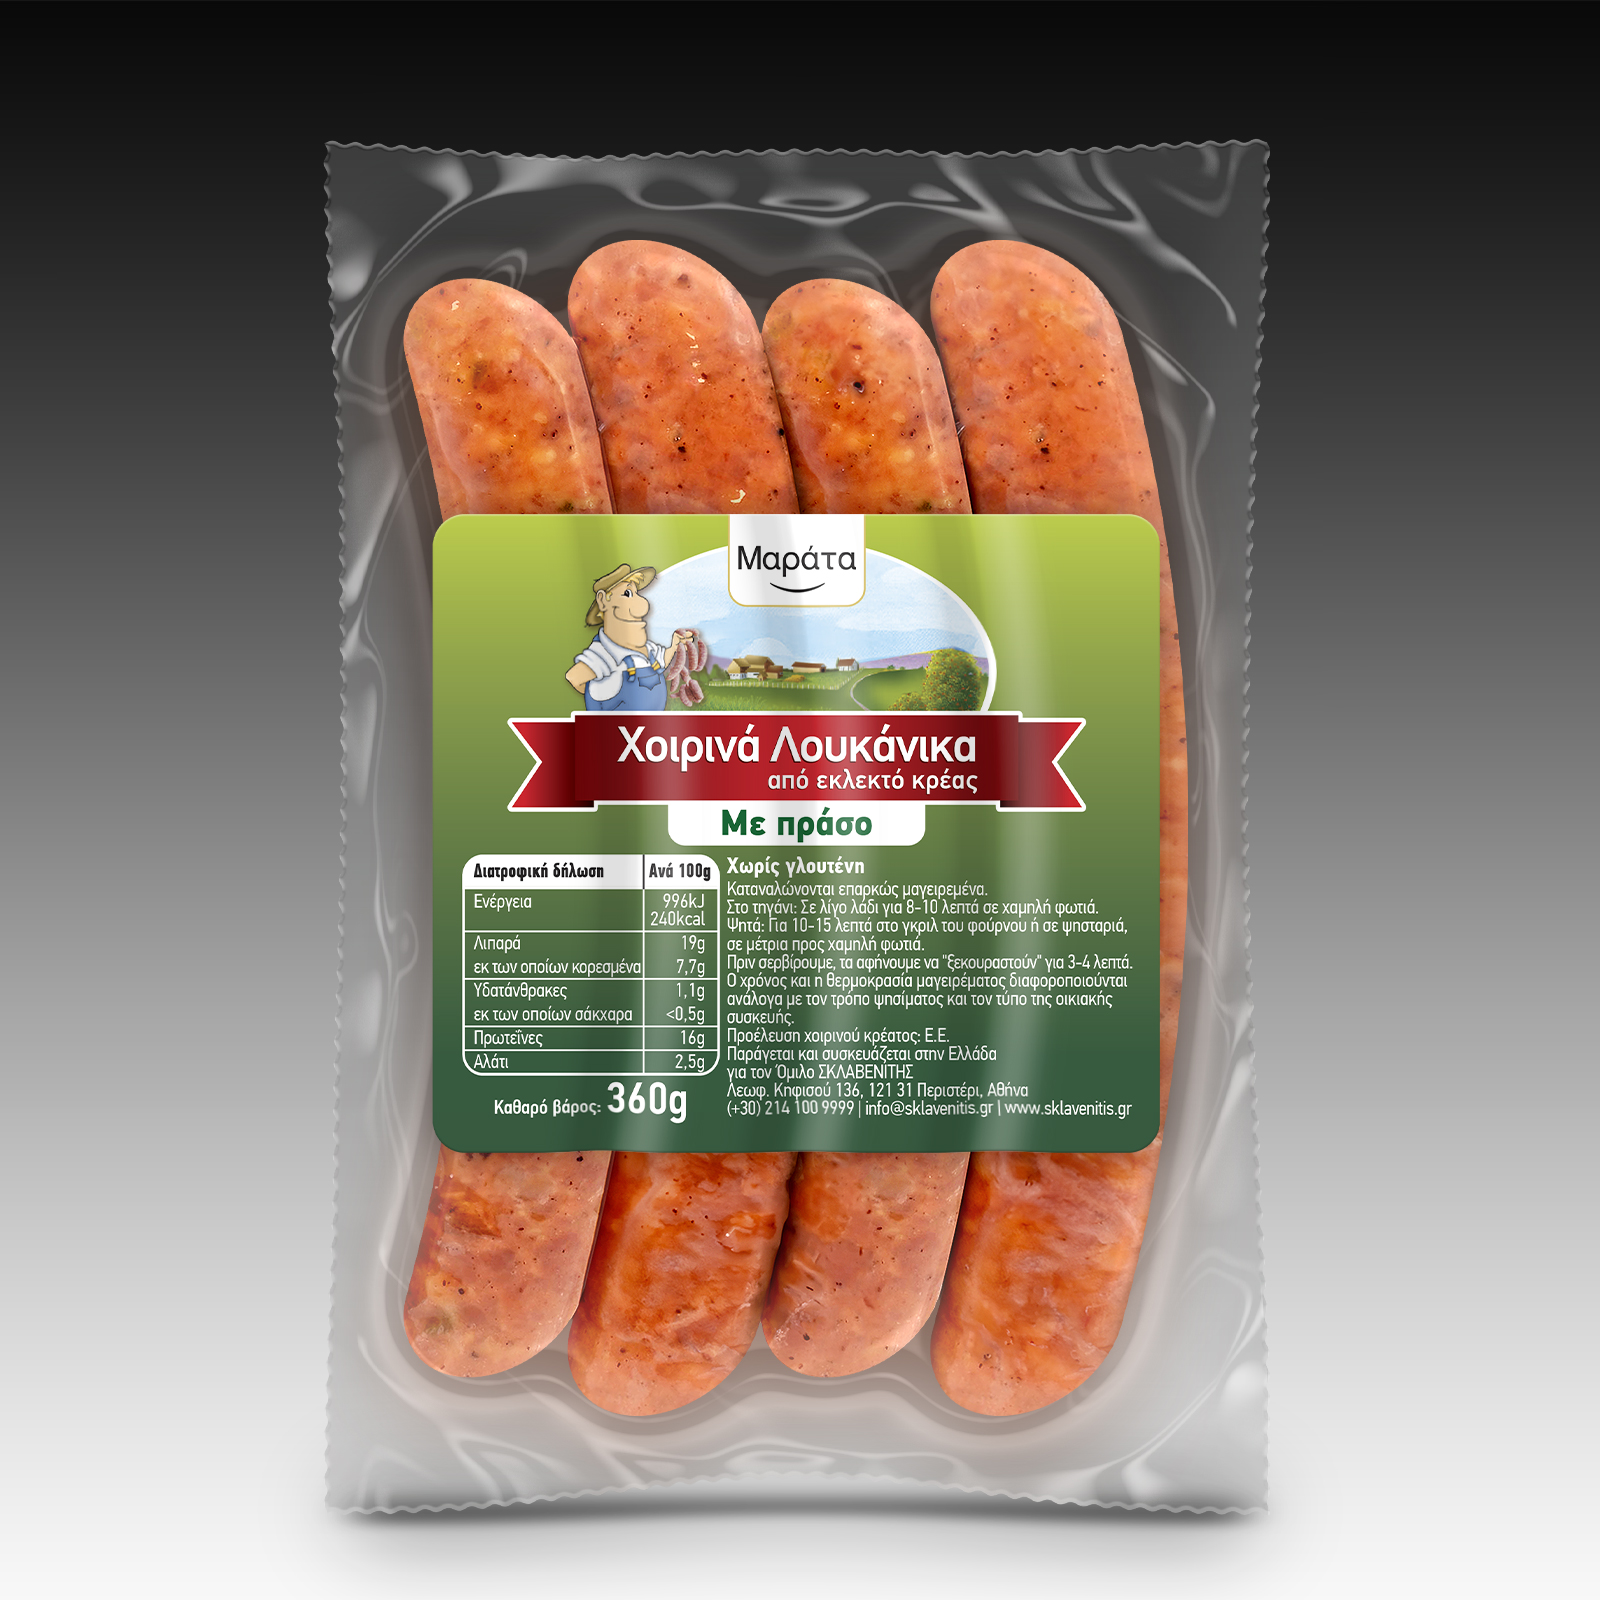 Μαράτα
Χοιρινά Λουκάνικα
από εκλεκτό κρέας
Με πράσο
Διατροφική δήλωση Ανά 100g
Ενέργεια 996kJ
240kcal
Λιπαρά 19g
εκ των οποίων κορεσμένα 7,7g
Υδατάνθρακες 1,1g
εκ των οποίων σάκχαρα <0,5g
Πρωτεΐνες 16g
Αλάτι 2,5g
Καθαρό βάρος: 360g
Χωρίς γλουτένη
Καταναλώνονται επαρκώς μαγειρεμένα.
Στο τηγάνι: Σε λίγο λάδι για 8-10 λεπτά σε χαμηλή φωτιά.
Ψητά: Για 10-15 λεπτά στο γκριλ του φούρνου ή σε ψησταριά,
σε μέτρια προς χαμηλή φωτιά.
Πριν σερβίρουμε, τα αφήνουμε να "ξεκουραστούν" για 3-4 λεπτά.
Ο χρόνος και η θερμοκρασία μαγειρέματος διαφοροποιούνται
ανάλογα με τον τρόπο ψησίματος και τον τύπο της οικιακής
συσκευής.
Προέλευση χοιρινού κρέατος: Ε.Ε.
Παράγεται και συσκευάζεται στην Ελλάδα
για τον Όμιλο ΣΚΛΑΒΕΝΙΤΗΣ
Λεωφ. Κηφισού 136, 121 31 Περιστέρι, Αθήνα
(+30) 214 100 9999 | info@sklavenitis.gr | www.sklavenitis.gr